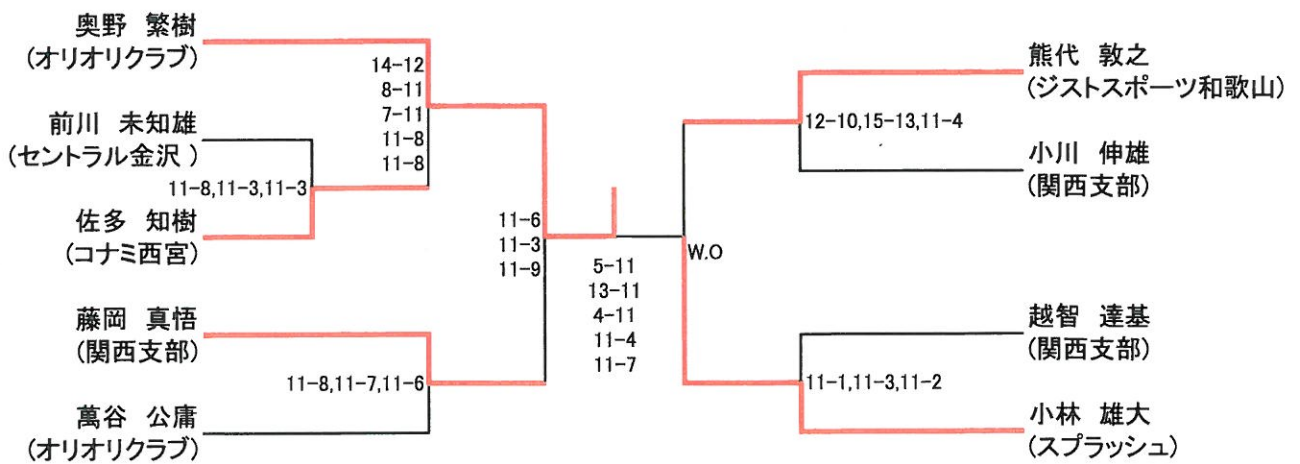 奥野 繁樹
(オリオリクラブ)
14-12
8-11
7-11
11-8
11-8
前川 未知雄
(セントラル金沢 )
11-8,11-3,11-3
佐多 知樹
(コナミ西宮)
11-6
11-3
11-9
藤岡 真悟
(関西支部)
11-8,11-7,11-6
萬谷 公庸
(オリオリクラブ)
5-11
13-11
4-11
11-4
11-7
熊代 敦之
(ジストスポーツ和歌山)
12-10,15-13,11-4
小川 伸雄
(関西支部)
W.O
越智 達基
(関西支部)
11-1,11-3,11-2
小林 雄大
(スプラッシュ)